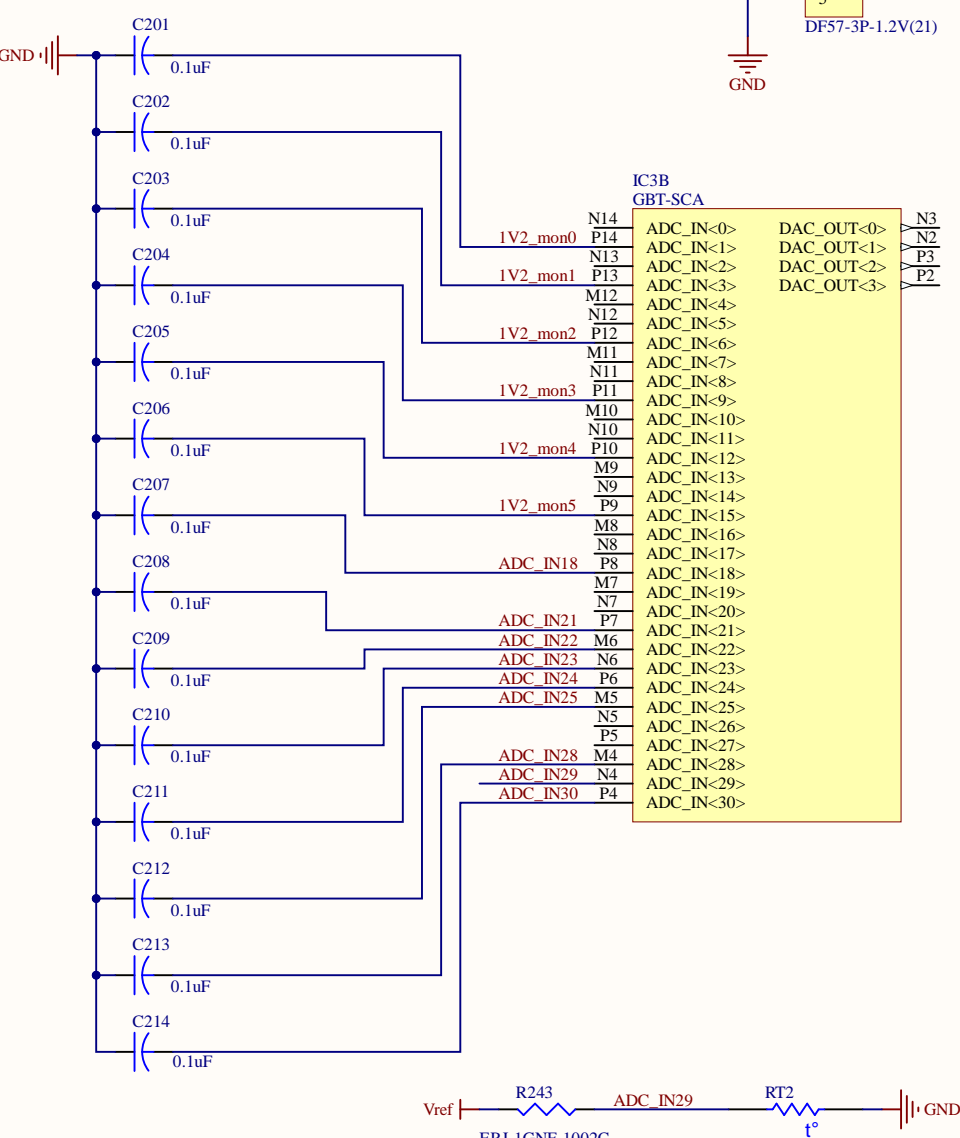 5
DF57-3P-1.2V(21)
GND
GND
C201
0.1uF
C202
0.1uF
C203
0.1uF
C204
0.1uF
C205
0.1uF
C206
0.1uF
C207
0.1uF
C208
0.1uF
C209
0.1uF
C210
0.1uF
C211
0.1uF
C212
0.1uF
C213
0.1uF
C214
0.1uF
IC3B
GBT-SCA
N14 ADC_IN<0> DAC_OUT<0> N3
1V2_mon0 P14 ADC_IN<1> DAC_OUT<1> N2
N13 ADC_IN<2> DAC_OUT<2> P3
1V2_mon1 P13 ADC_IN<3> DAC_OUT<3> P2
M12 ADC_IN<4>
N12 ADC_IN<5>
1V2_mon2 P12 ADC_IN<6>
M11 ADC_IN<7>
N11 ADC_IN<8>
1V2_mon3 P11 ADC_IN<9>
M10 ADC_IN<10>
N10 ADC_IN<11>
1V2_mon4 P10 ADC_IN<12>
M9 ADC_IN<13>
N9 ADC_IN<14>
1V2_mon5 P9 ADC_IN<15>
M8 ADC_IN<16>
N8 ADC_IN<17>
ADC_IN18 P8 ADC_IN<18>
M7 ADC_IN<19>
N7 ADC_IN<20>
ADC_IN21 P7 ADC_IN<21>
ADC_IN22 M6 ADC_IN<22>
ADC_IN23 N6 ADC_IN<23>
ADC_IN24 P6 ADC_IN<24>
ADC_IN25 M5 ADC_IN<25>
N5 ADC_IN<26>
P5 ADC_IN<27>
ADC_IN28 M4 ADC_IN<28>
ADC_IN29 N4 ADC_IN<29>
ADC_IN30 P4 ADC_IN<30>
R243
RT2
Vref
ADC_IN29
GND
t°